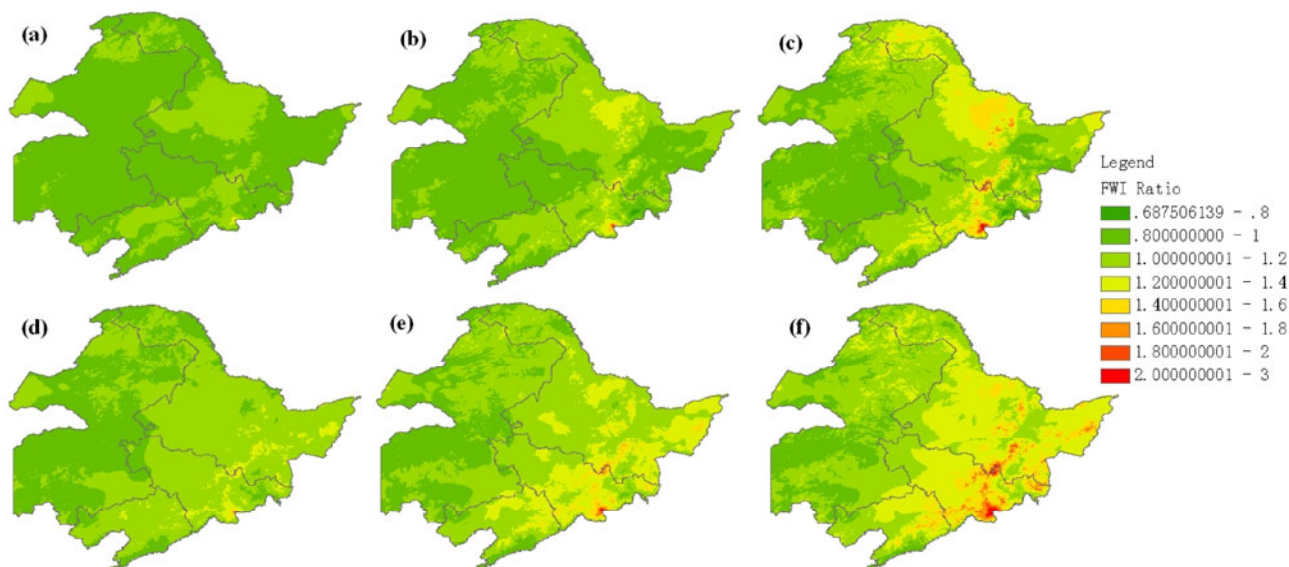 (a)
(b)
(c)
Legend
FWI Ratio
.687506139 - .8
.800000000 - 1
1.000000001 - 1.2
1.200000001 - 1.4
1.400000001 - 1.6
1.600000001 - 1.8
1.800000001 - 2
2.000000001 - 3
(d)
(e)
(f)